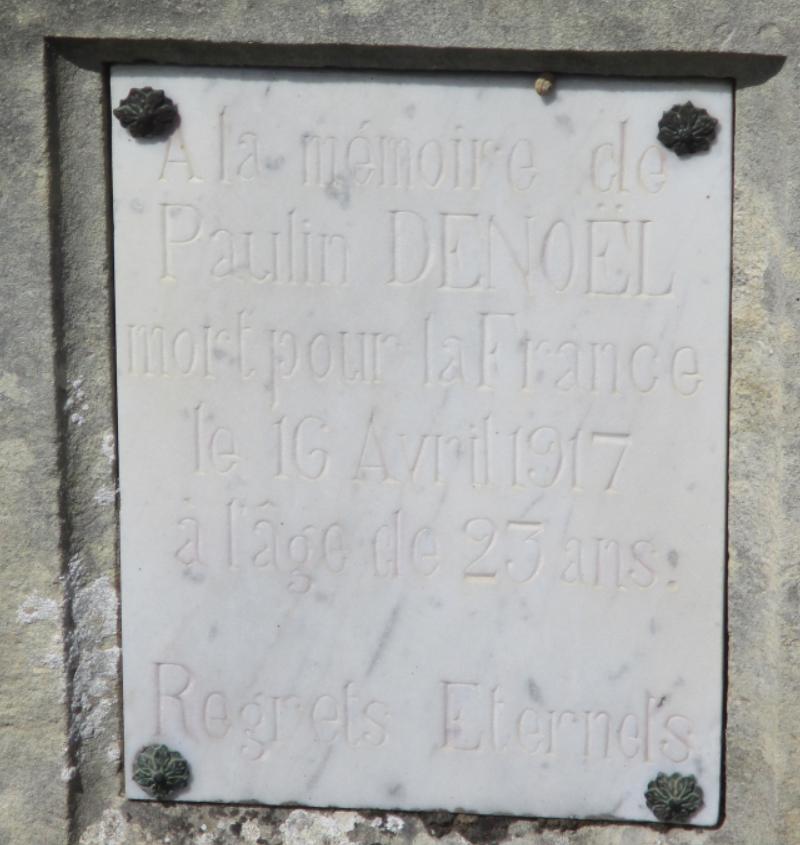 A la mémoire de
Paulin DENOËL
mort pour la France
le 16 Avril 1917
à l'âge de 23 ans.
Regrets Eternels